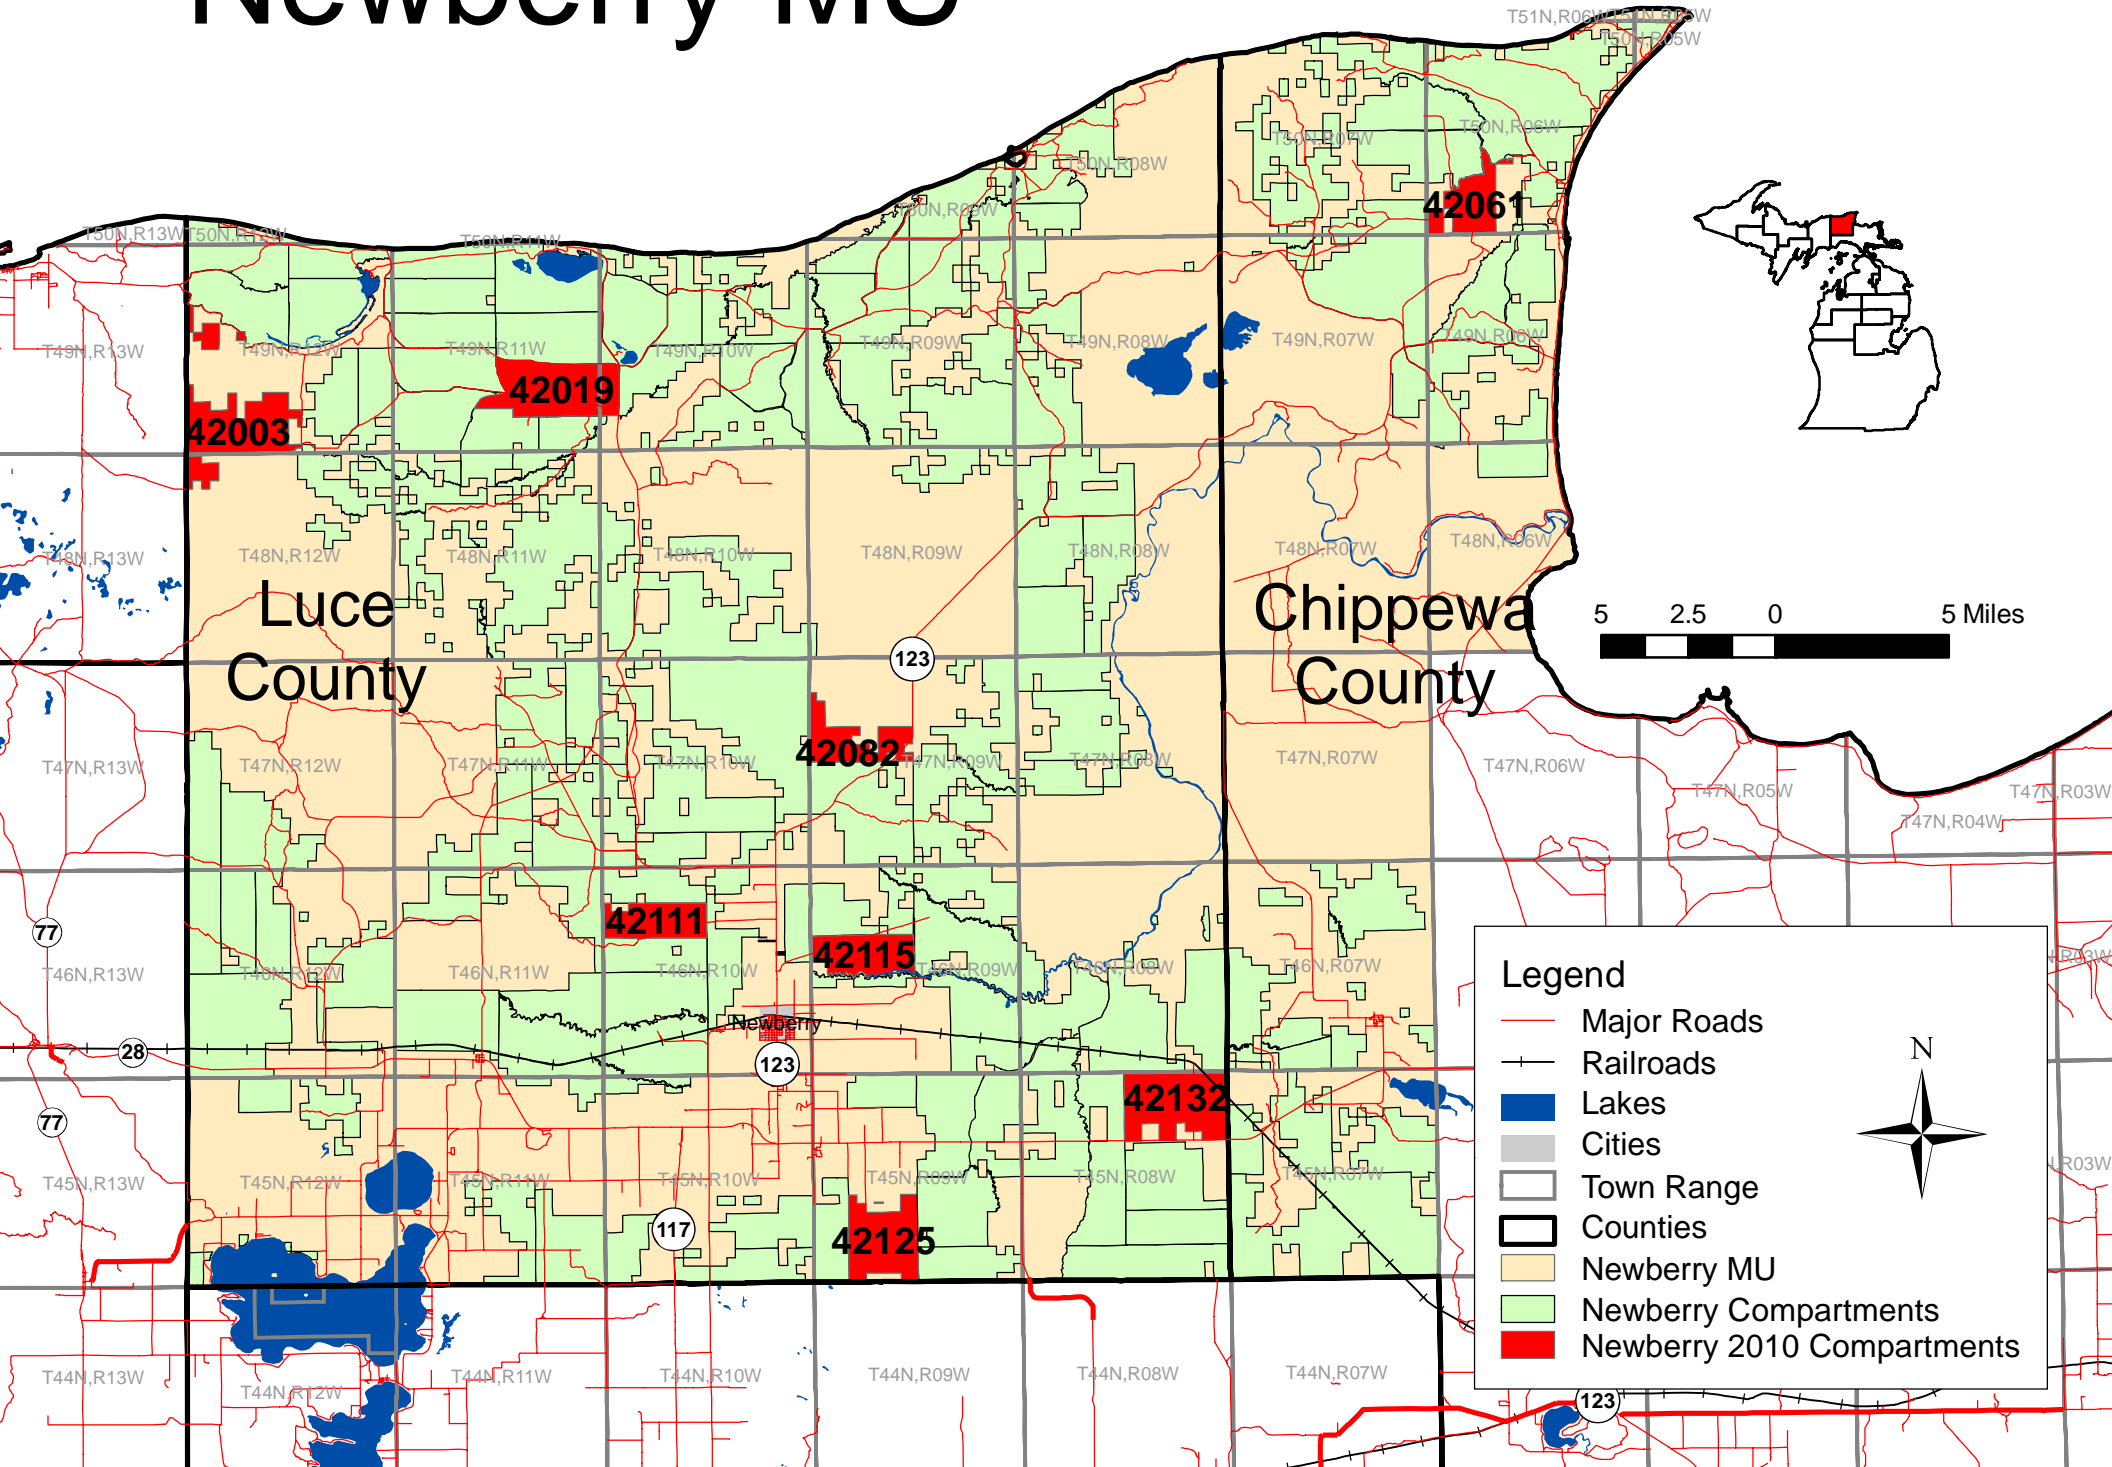 Newberry MU
T51N,R06W
T51N,R05W
T50N,R05W
T50N,R07W
T50N,R06W
T50N,R08W
42061
T50N,R09W
T50N,R13W
T50N,R12W
T50N,R11W
T49N,R13W
T49N,R12W
T49N,R11W
T49N,R10W
T49N,R09W
T49N,R08W
T49N,R07W
T49N,R06W
42019
42003
T48N,R13W
T48N,R12W
T48N,R11W
T48N,R10W
T48N,R09W
T48N,R08W
T48N,R07W
T48N,R06W
Luce
County
Chippewa
County
5 2.5 0 5 Miles
123
42082
T47N,R13W
T47N,R12W
T47N,R11W
T47N,R10W
T47N,R09W
T47N,R08W
T47N,R07W
T47N,R06W
T47N,R05W
T47N,R04W
T47N,R03W
77
42111
42115
T46N,R13W
T46N,R12W
T46N,R11W
T46N,R10W
T46N,R09W
T46N,R08W
T46N,R07W
R03W
Newberry
28
123
77
42132
T45N,R13W
T45N,R12W
T45N,R11W
T45N,R10W
T45N,R09W
T45N,R08W
T45N,R07W
R03W
117
42125
T44N,R13W
T44N,R12W
T44N,R11W
T44N,R10W
T44N,R09W
T44N,R08W
T44N,R07W
123
Legend
Major Roads
Railroads
Lakes
Cities
Town Range
Counties
Newberry MU
Newberry Compartments
Newberry 2010 Compartments
N